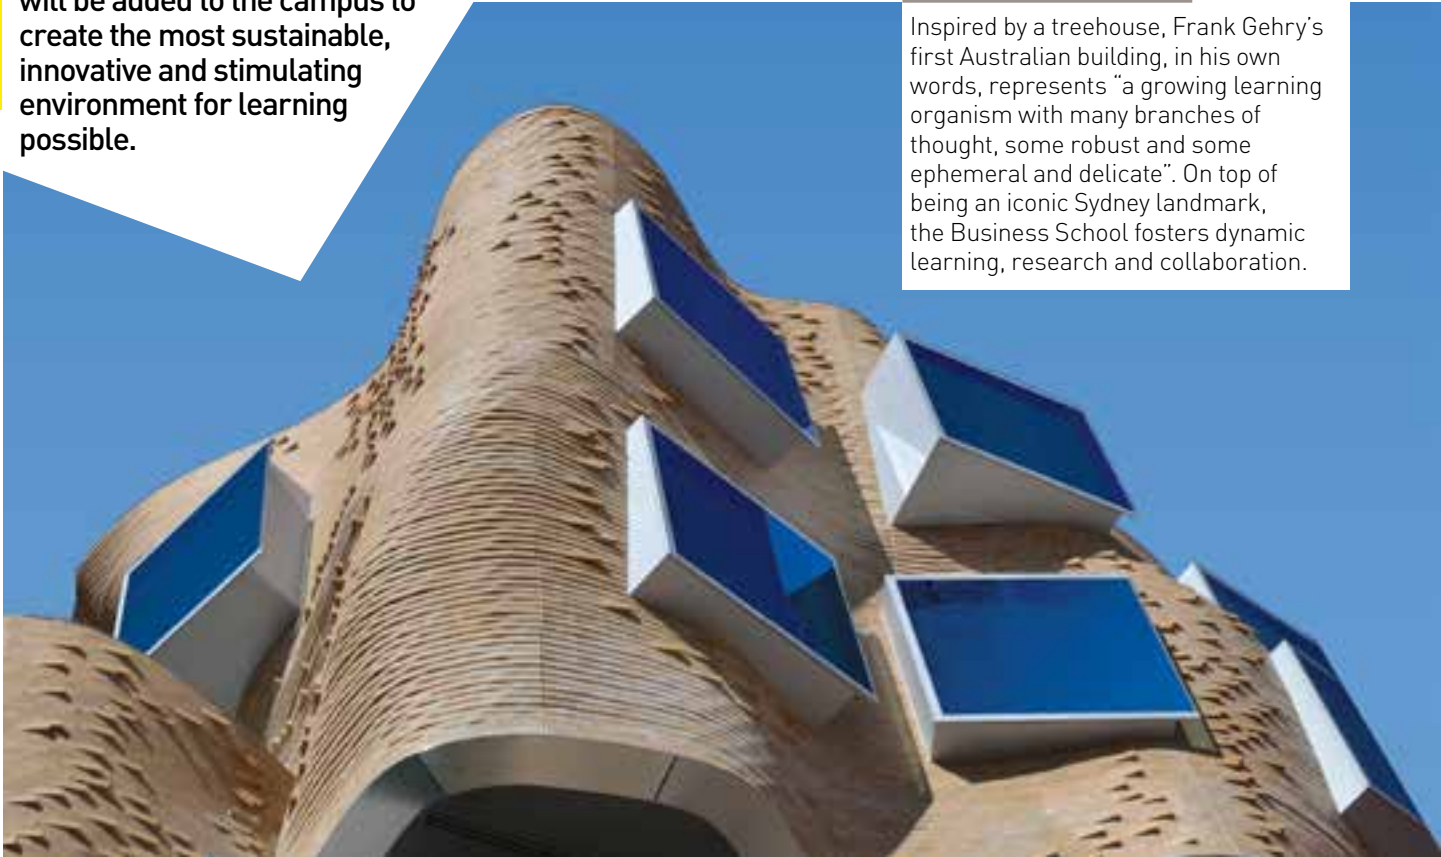 will be added to the campus to
create the most sustainable,
innovative and stimulating
environment for learning
possible.
Inspired by a treehouse, Frank Gehry’s
first Australian building, in his own
words, represents “a growing learning
organism with many branches of
thought, some robust and some
ephemeral and delicate”. On top of
being an iconic Sydney landmark,
the Business School fosters dynamic
learning, research and collaboration.